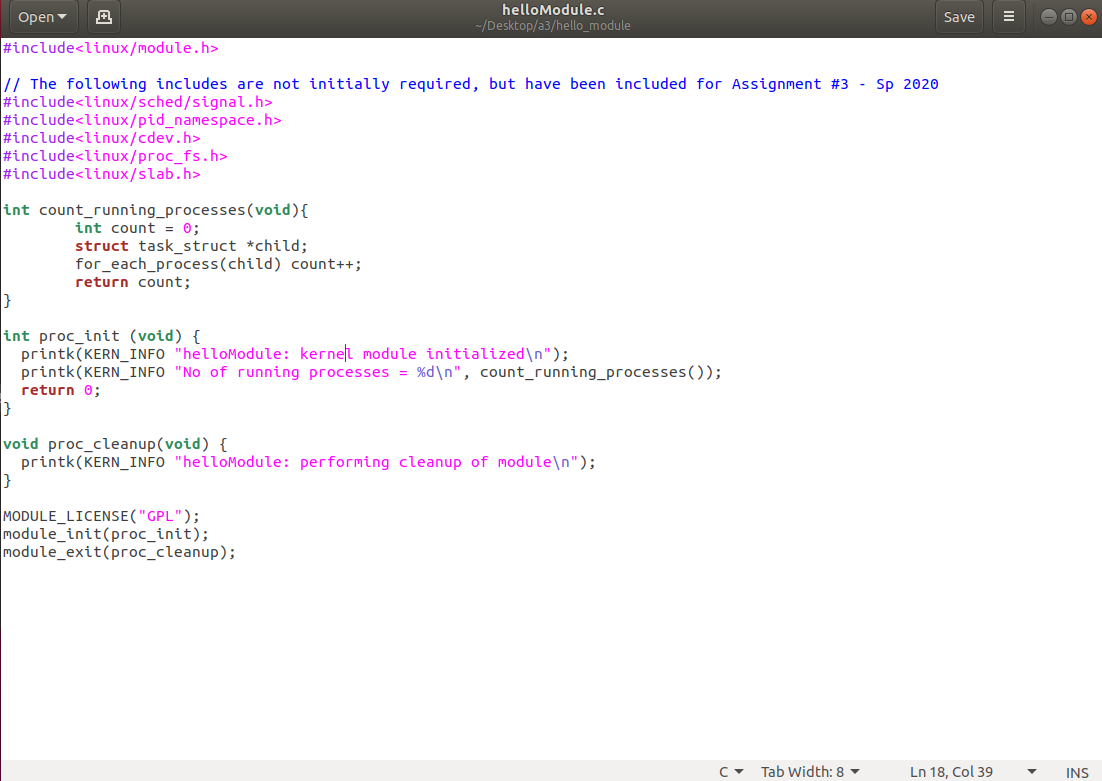 Open
helloModule.c
~/Desktop/a3/hello_module
Save
#include<linux/module.h>
// The following includes are not initially required, but have been included for Assignment #3 - Sp 2020
#include<linux/sched/signal.h>
#include<linux/pid_namespace.h>
#include<linux/cdev.h>
#include<linux/proc_fs.h>
#include<linux/slab.h>
int count_running_processes(void){
        int count = 0;
        struct task_struct *child;
        for_each_process(child) count++;
        return count;
}
int proc_init (void) {
  printk(KERN_INFO "helloModule: kernel module initialized\n");
  printk(KERN_INFO "No of running processes = %d\n", count_running_processes());
  return 0;
}
void proc_cleanup(void) {
  printk(KERN_INFO "helloModule: performing cleanup of module\n");
}
MODULE_LICENSE("GPL");
module_init(proc_init);
module_exit(proc_cleanup);
C
Tab Width: 8
Ln 18, Col 39
INS